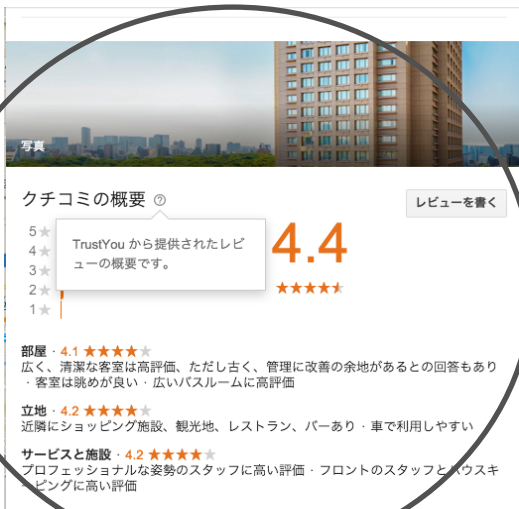 写真
クチコミの概要
レビューを書く
5★
4★
3★
2★
1★
TrustYou から提供されたレビ
ューの概要です。
4.4
★★★★★
部屋 · 4.1 ★★★★★
広く、清潔な客室は高評価、ただし古く、管理に改善の余地があるとの回答もあり
· 客室は眺めが良い · 広いバスルームに高評価
立地 · 4.2 ★★★★★
近隣にショッピング施設、観光地、レストラン、バーあり · 車で利用しやすい
サービスと施設 · 4.2 ★★★★★
プロフェッショナルな姿勢のスタッフに高い評価 · フロントのスタッフとハウスキ
ーピングに高い評価